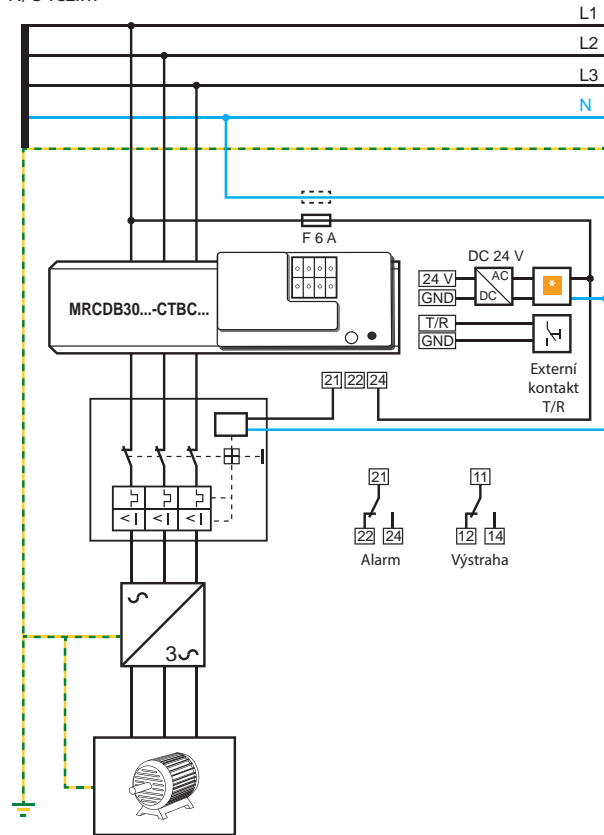 L1
L2
L3
N
F 6 A
DC 24 V
24 V
AC
DC
*
GND
MRCDB30...-CTBC...
T/R
GND
Externí
kontakt
T/R
21 22 24
21
11
22 24
12 14
Alarm
Výstraha
3